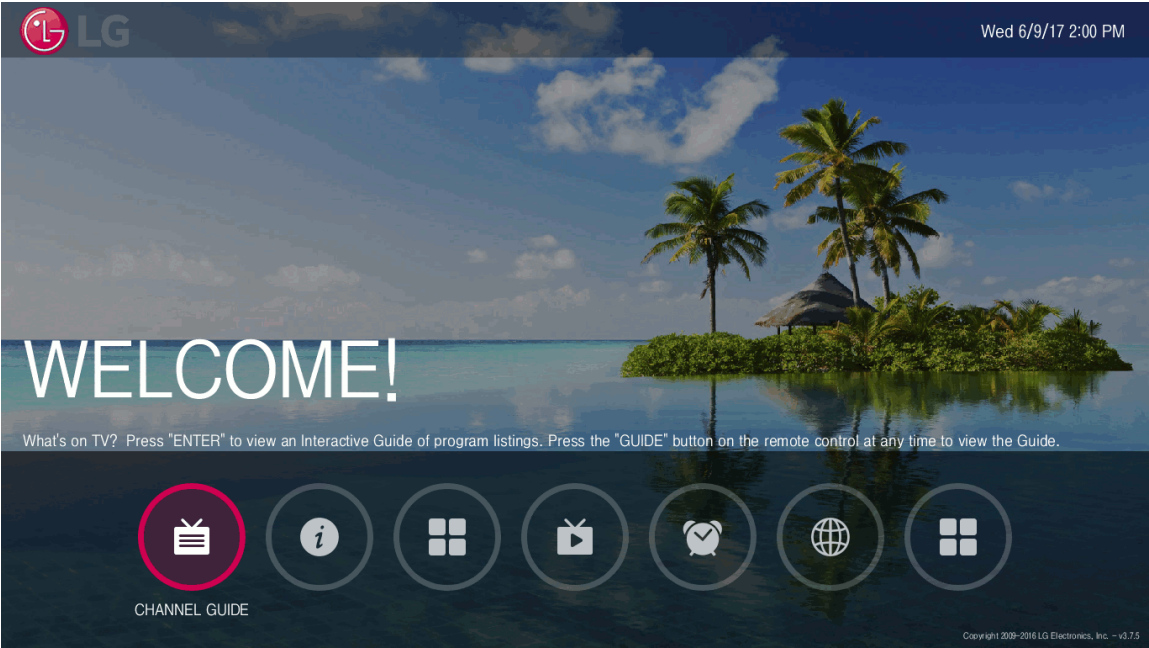 LG
Wed 6/9/17 2:00 PM
WELCOME!
What's on TV? Press "ENTER" to view an Interactive Guide of program listings. Press the "GUIDE" button on the remote control at any time to view the Guide.
CHANNEL GUIDE
Copyright 2009-2016 LG Electronics, Inc. - v3.7.5